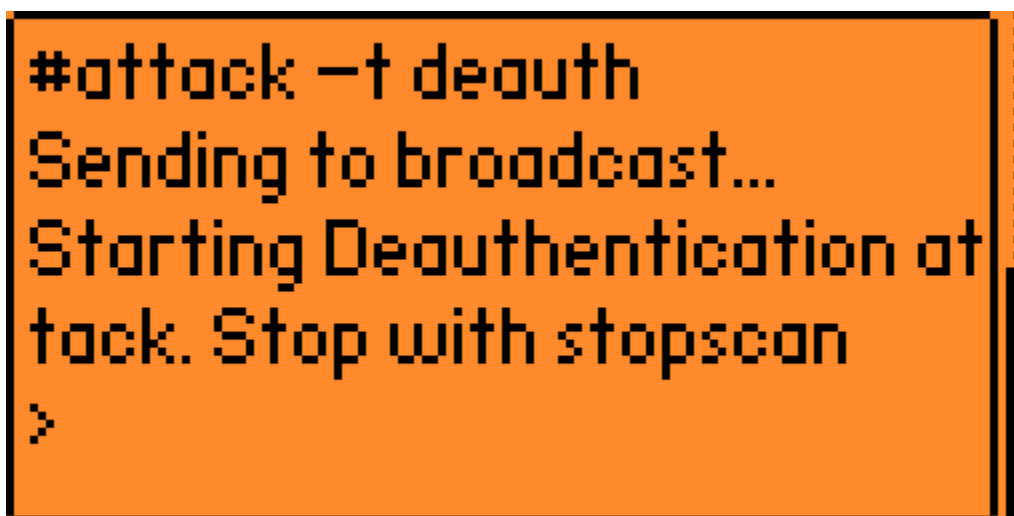 #attack -t deauth
Sending to broadcast...
Starting Deauthentication at
tack. Stop with stopscan
>